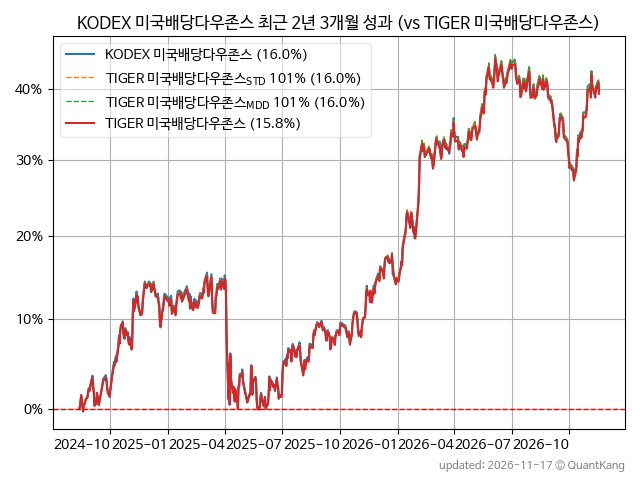 KODEX 미국배당다우존스 최근 2년 3개월 성과 (vs TIGER 미국배당다우존스)
KODEX 미국배당다우존스 (16.0%)
TIGER 미국배당다우존스STD 101% (16.0%)
TIGER 미국배당다우존스MDD 101% (16.0%)
TIGER 미국배당다우존스 (15.8%)
40%
30%
20%
10%
0%
2024-10 2025-01 2025-04 2025-07 2025-10 2026-01 2026-04 2026-07 2026-10
updated: 2026-11-17 © QuantKang